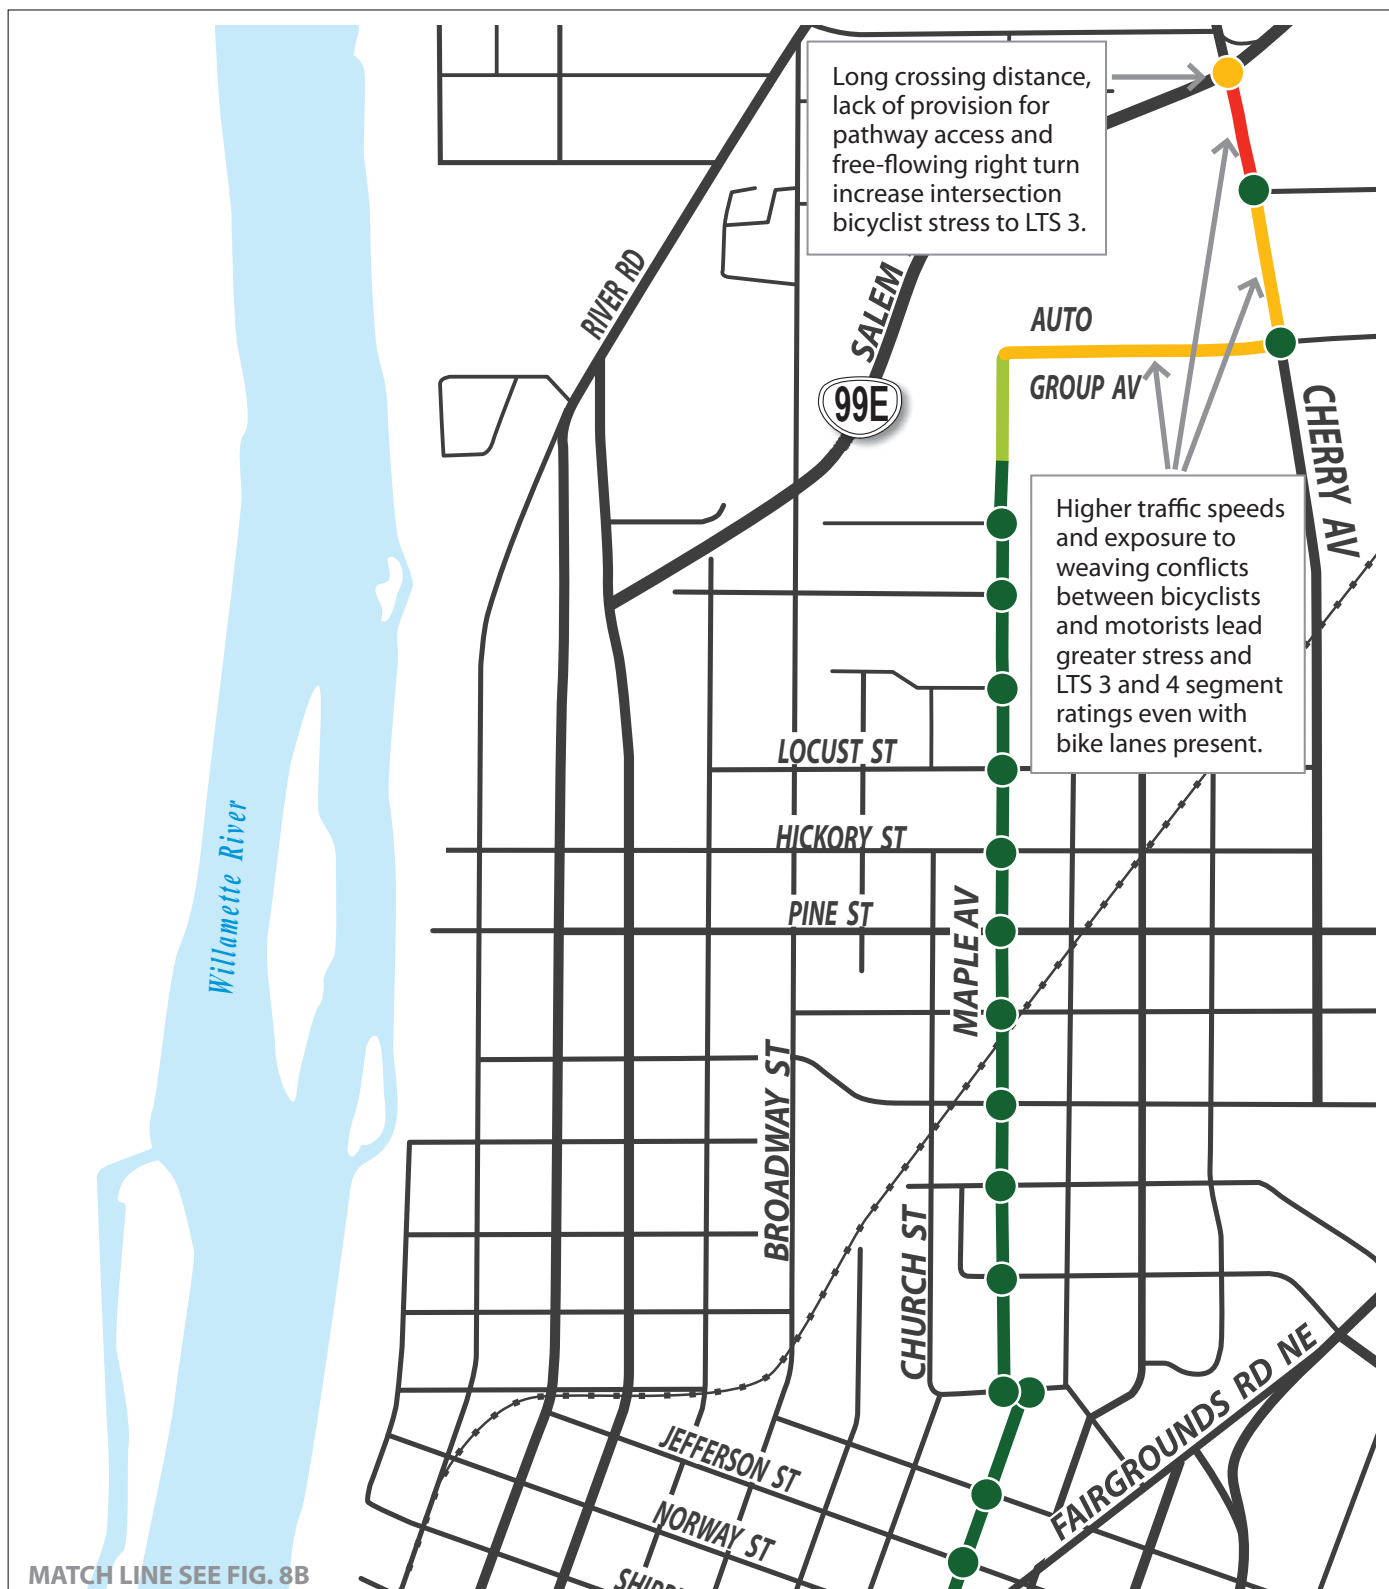 Long crossing distance,
lack of provision for
pathway access and
free-flowing right turn
increase intersection
bicyclist stress to LTS 3.
RIVER RD
SALEM
AUTO
GROUP AV
99E
CHERRY AV
Higher traffic speeds
and exposure to
weaving conflicts
between bicyclists
and motorists lead
greater stress and
LTS 3 and 4 segment
ratings even with
bike lanes present.
LOCUST ST
HICKORY ST
PINE ST
MAPLE AV
Willamette River
BROADWAY ST
CHURCH ST
FAIRGROUNDS RD NE
JEFFERSON ST
NORWAY ST
MATCH LINE SEE FIG. 8B